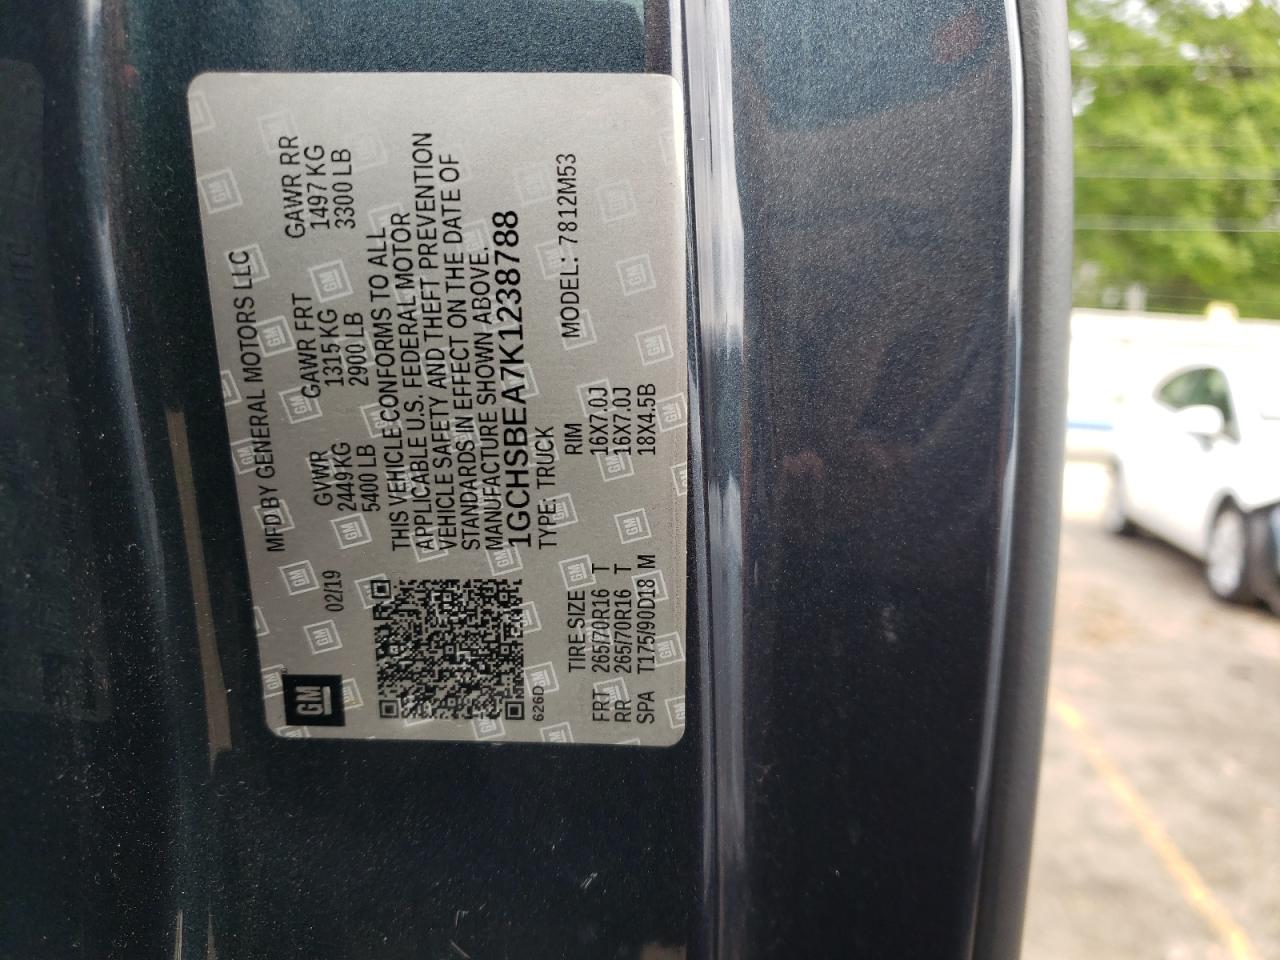 GM
02/19
MFD BY GENERAL MOTORS LLC
GVWR GAWR FRT GAWR RR
2449 KG 1315 KG 1497 KG
5400 LB 2900 LB 3300 LB
THIS VEHICLE CONFORMS TO ALL
APPLICABLE U.S. FEDERAL MOTOR
VEHICLE SAFETY AND THEFT PREVENTION
STANDARDS IN EFFECT ON THE DATE OF
MANUFACTURE SHOWN ABOVE.
1GCHSBEA7K1238788
626D TYPE: TRUCK MODEL: 7812M53
TIRE SIZE RIM
FRT 265/70R16 T 16X7.0J
RR 265/70R16 T 16X7.0J
SPA T175/90D18 M 18X4.5B